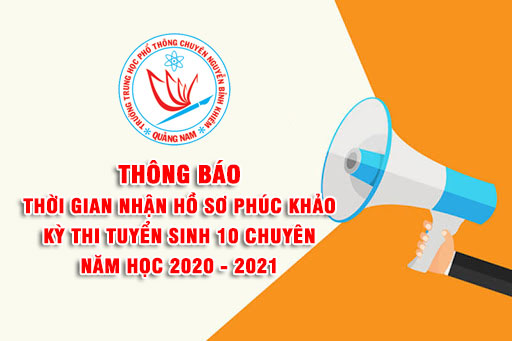 TRƯỜNG TRUNG HỌC PHỔ THÔNG CHUYÊN NGUYỄN BỈNH KHIÊM
QUẢNG NAM
THÔNG BÁO
THỜI GIAN NHẬN HỒ SƠ PHÚC KHẢO
KỲ THI TUYỂN SINH 10 CHUYÊN
NĂM HỌC 2020 - 2021